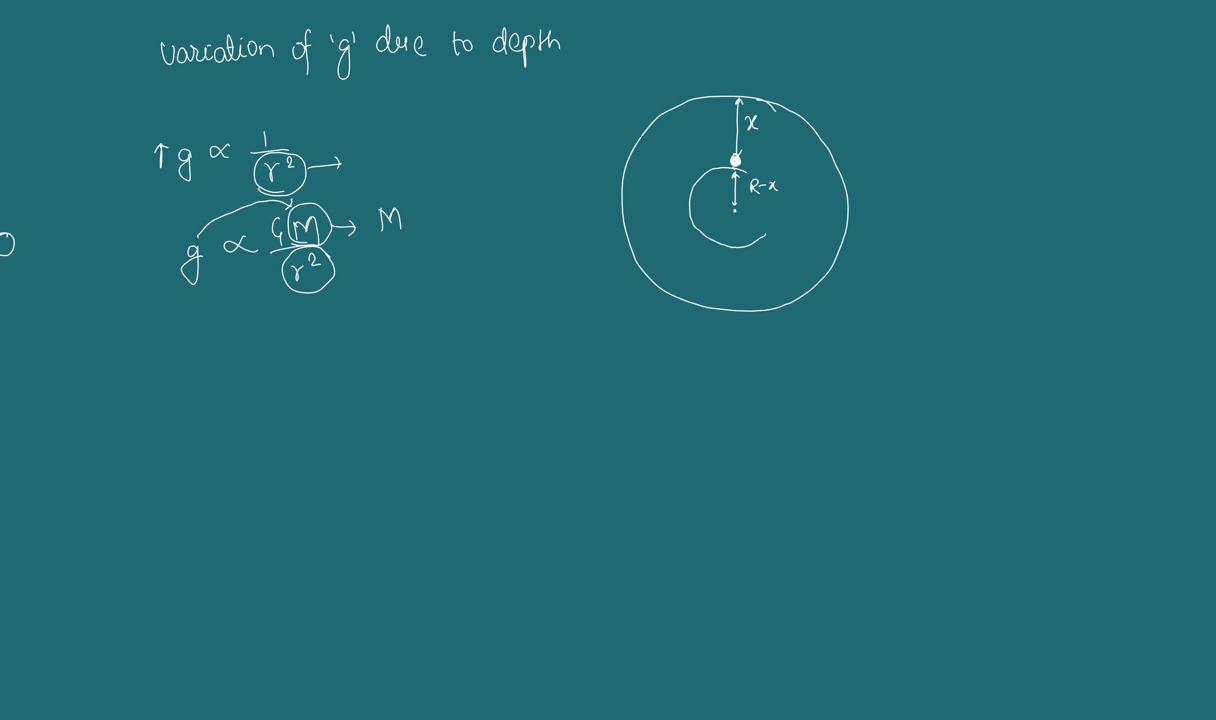 variation of 'g' due to depth
↑ g ∝ 1/r² →
g ∝ GM/r² → M
x
R-x